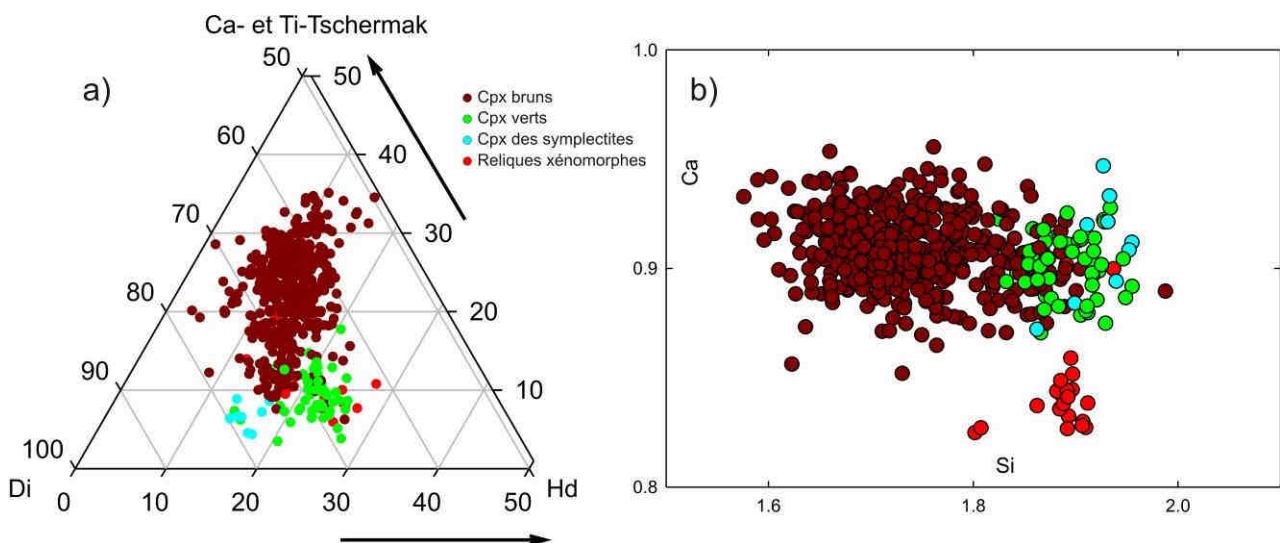 Ca- et Ti-Tschermak
a)
50
50
60
40
70
30
80
20
90
10
100
Di
0
10
20
30
40
50
Hd
Cpx bruns
Cpx verts
Cpx des symplectites
Reliques xénomorphes
b)
1.0
0.9
0.8
Ca
Si
1.6
1.8
2.0